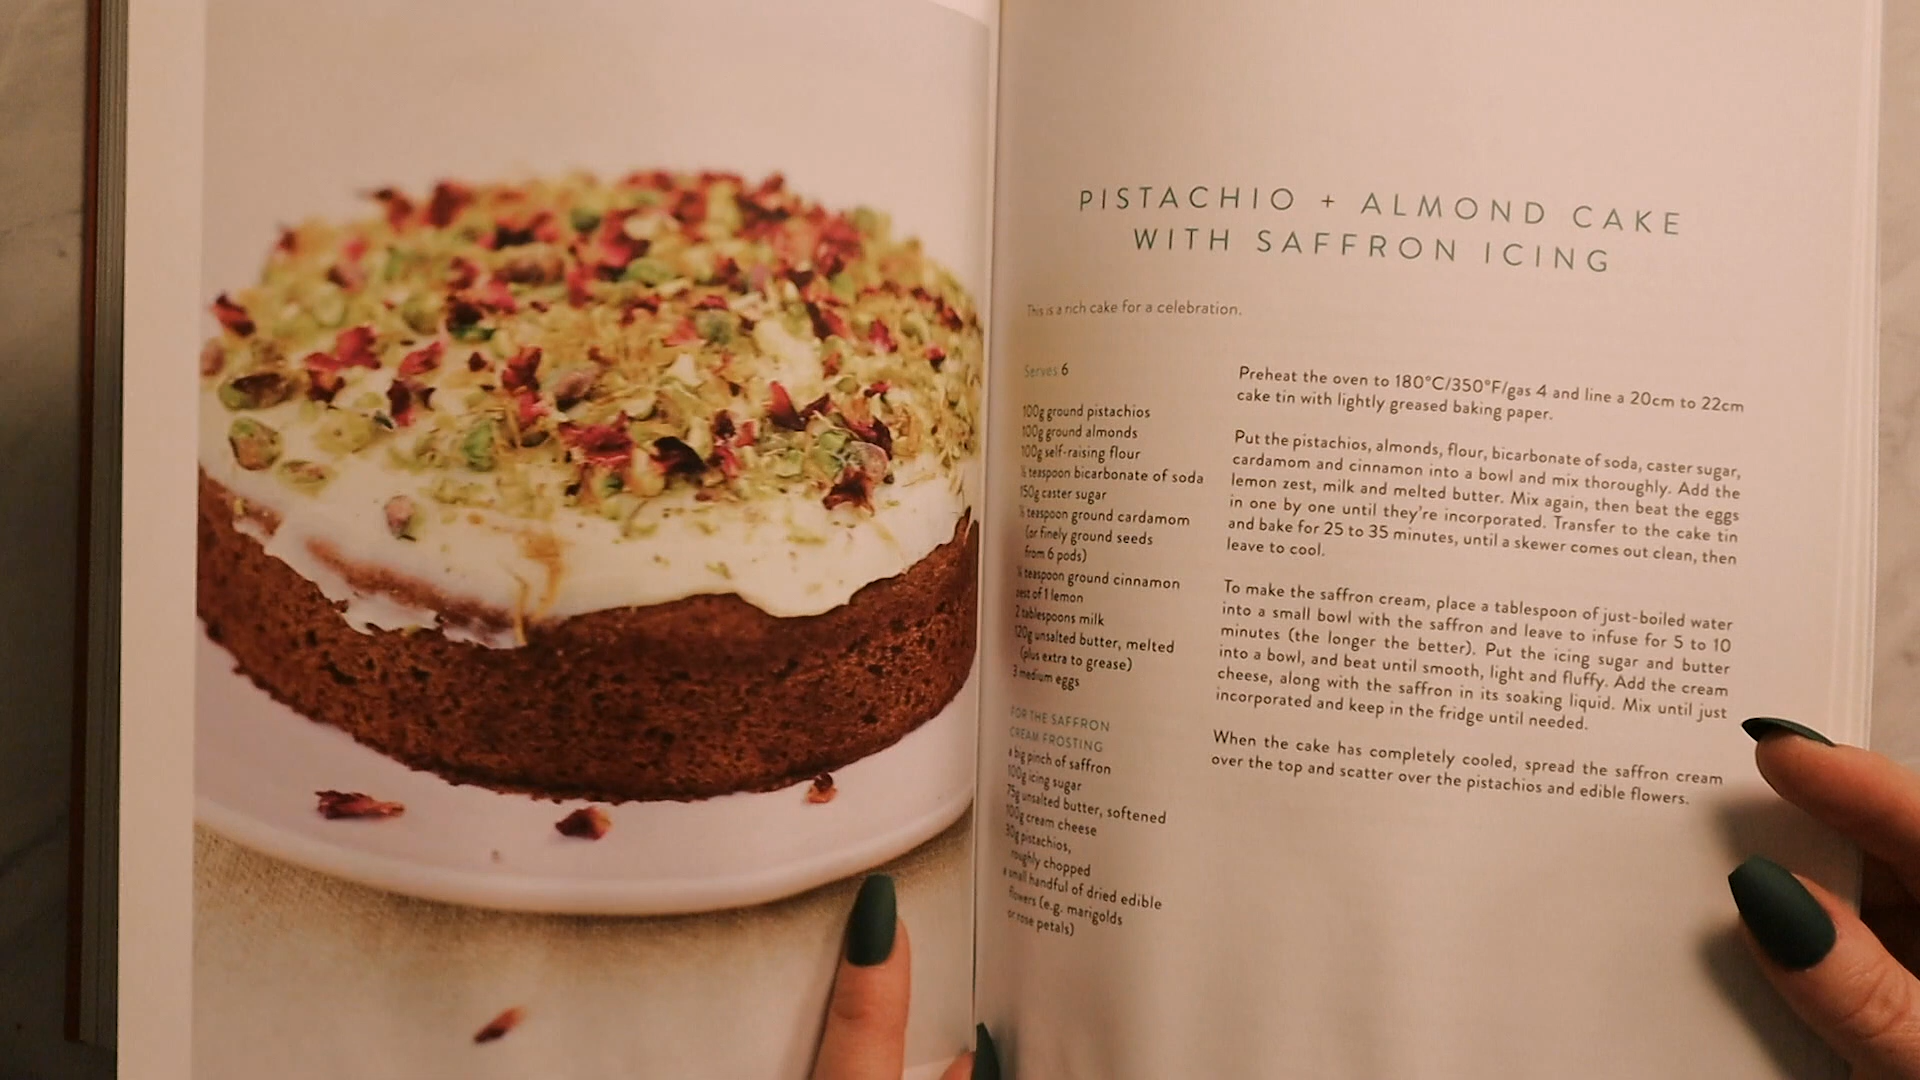 PISTACHIO + ALMOND CAKE
WITH SAFFRON ICING
This is a rich cake for a celebration.
Serves 6
100g ground pistachios
100g ground almonds
100g self-raising flour
teaspoon bicarbonate of soda
150g caster sugar
teaspoon ground cardamom
(or finely ground seeds
from 6 pods)
teaspoon ground cinnamon
zest of 1 lemon
2 tablespoons milk
120g unsalted butter, melted
(plus extra to grease)
3 medium eggs
FOR THE SAFFRON
CREAM FROSTING
a big pinch of saffron
100g icing sugar
75g unsalted butter, softened
100g cream cheese
30g pistachios,
roughly chopped
a small handful of dried edible
flowers (e.g. marigolds
or rose petals)
Preheat the oven to 180°C/350°F/gas 4 and line a 20cm to 22cm
cake tin with lightly greased baking paper.
Put the pistachios, almonds, flour, bicarbonate of soda, caster sugar,
cardamom and cinnamon into a bowl and mix thoroughly. Add the
lemon zest, milk and melted butter. Mix again, then beat the eggs
in one by one until they're incorporated. Transfer to the cake tin
and bake for 25 to 35 minutes, until a skewer comes out clean, then
leave to cool.
To make the saffron cream, place a tablespoon of just-boiled water
into a small bowl with the saffron and leave to infuse for 5 to 10
minutes (the longer the better). Put the icing sugar and butter
into a bowl, and beat until smooth, light and fluffy. Add the cream
cheese, along with the saffron in its soaking liquid. Mix until just
incorporated and keep in the fridge until needed.
When the cake has completely cooled, spread the saffron cream
over the top and scatter over the pistachios and edible flowers.